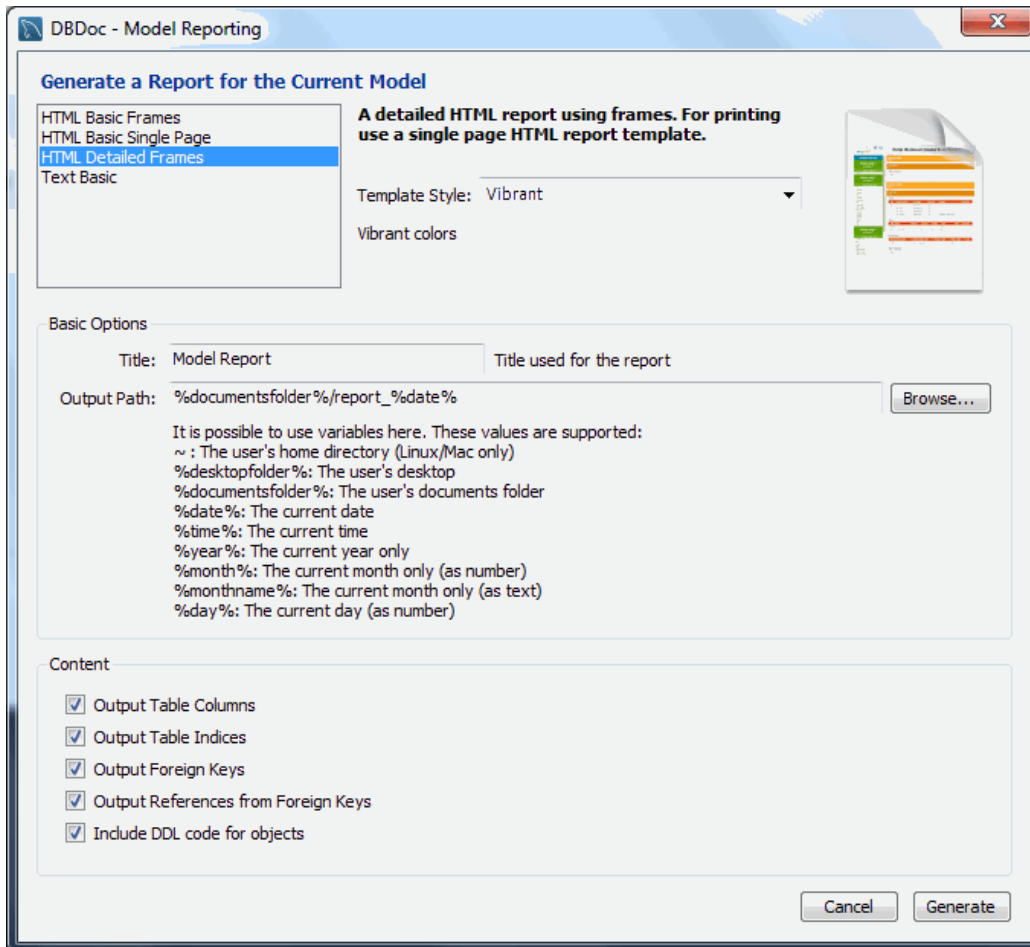 DBDoc - Model Reporting
Generate a Report for the Current Model
HTML Basic Frames
HTML Basic Single Page
HTML Detailed Frames
Text Basic
A detailed HTML report using frames. For printing
use a single page HTML report template.
Template Style: Vibrant
Vibrant colors
Basic Options
Title: Model Report Title used for the report
Output Path: %documentsfolder%/report_%date% Browse...
It is possible to use variables here. These values are supported:
~ : The user's home directory (Linux/Mac only)
%desktopfolder%: The user's desktop
%documentsfolder%: The user's documents folder
%date%: The current date
%time%: The current time
%year%: The current year only
%month%: The current month only (as number)
%monthname%: The current month only (as text)
%day%: The current day (as number)
Content
Output Table Columns
Output Table Indices
Output Foreign Keys
Output References from Foreign Keys
Include DDL code for objects
Cancel Generate